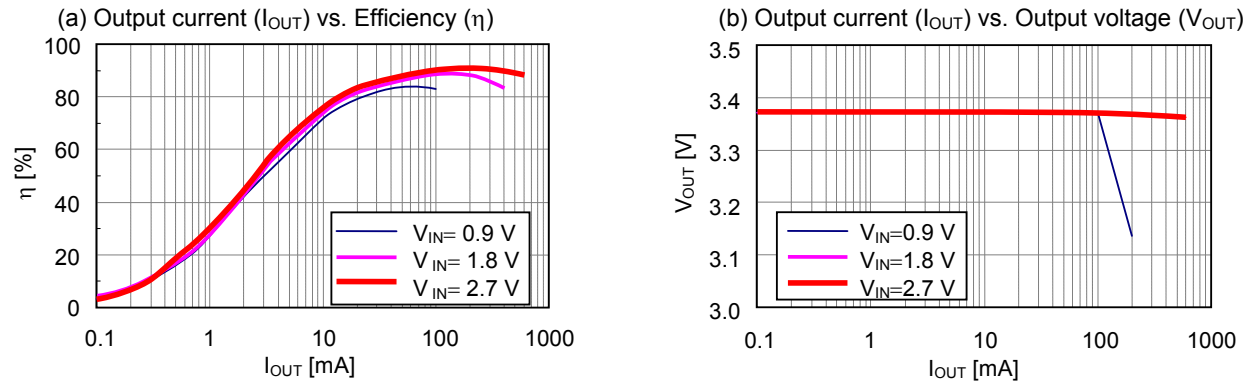 (a) Output current (IOUT) vs. Efficiency (η)
100
80
60
40
20
0
η [%]
VIN= 0.9 V
VIN= 1.8 V
VIN= 2.7 V
0.1 1 10 100 1000
IOUT [mA]
(b) Output current (IOUT) vs. Output voltage (VOUT)
3.5
3.4
3.3
3.2
3.1
3.0
VOUT [V]
VIN=0.9 V
VIN=1.8 V
VIN=2.7 V
0.1 1 10 100 1000
IOUT [mA]